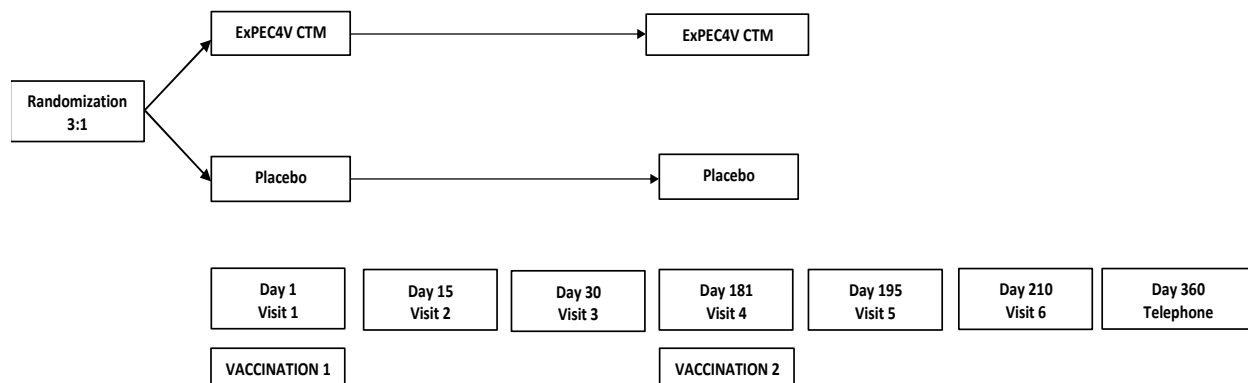 ExPEC4V CTM
ExPEC4V CTM
Randomization
3:1
Placebo
Placebo
Day 1
Visit 1
Day 15
Visit 2
Day 30
Visit 3
Day 181
Visit 4
Day 195
Visit 5
Day 210
Visit 6
Day 360
Telephone
VACCINATION 1
VACCINATION 2